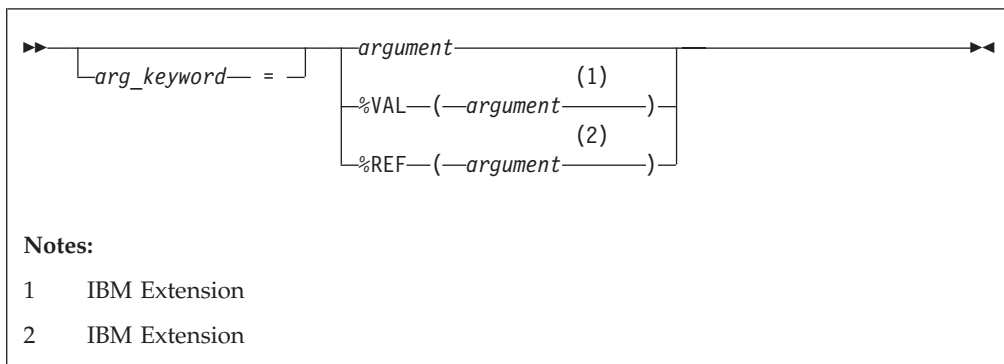 argument
arg_keyword =
(1)
%VAL ( argument )
(2)
%REF ( argument )
Notes:
1 IBM Extension
2 IBM Extension